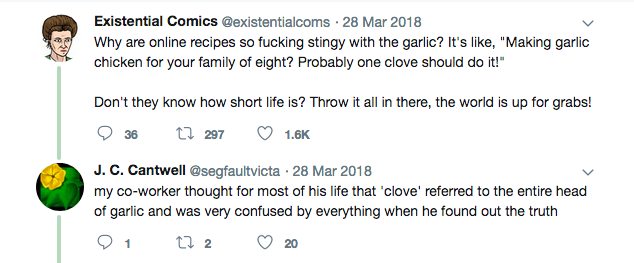 Existential Comics @existentialcoms · 28 Mar 2018
Why are online recipes so fucking stingy with the garlic? It's like, "Making garlic
chicken for your family of eight? Probably one clove should do it!"
Don't they know how short life is? Throw it all in there, the world is up for grabs!
36 297 1.6K
J. C. Cantwell @segfaultvicta · 28 Mar 2018
my co-worker thought for most of his life that 'clove' referred to the entire head
of garlic and was very confused by everything when he found out the truth
1 2 20